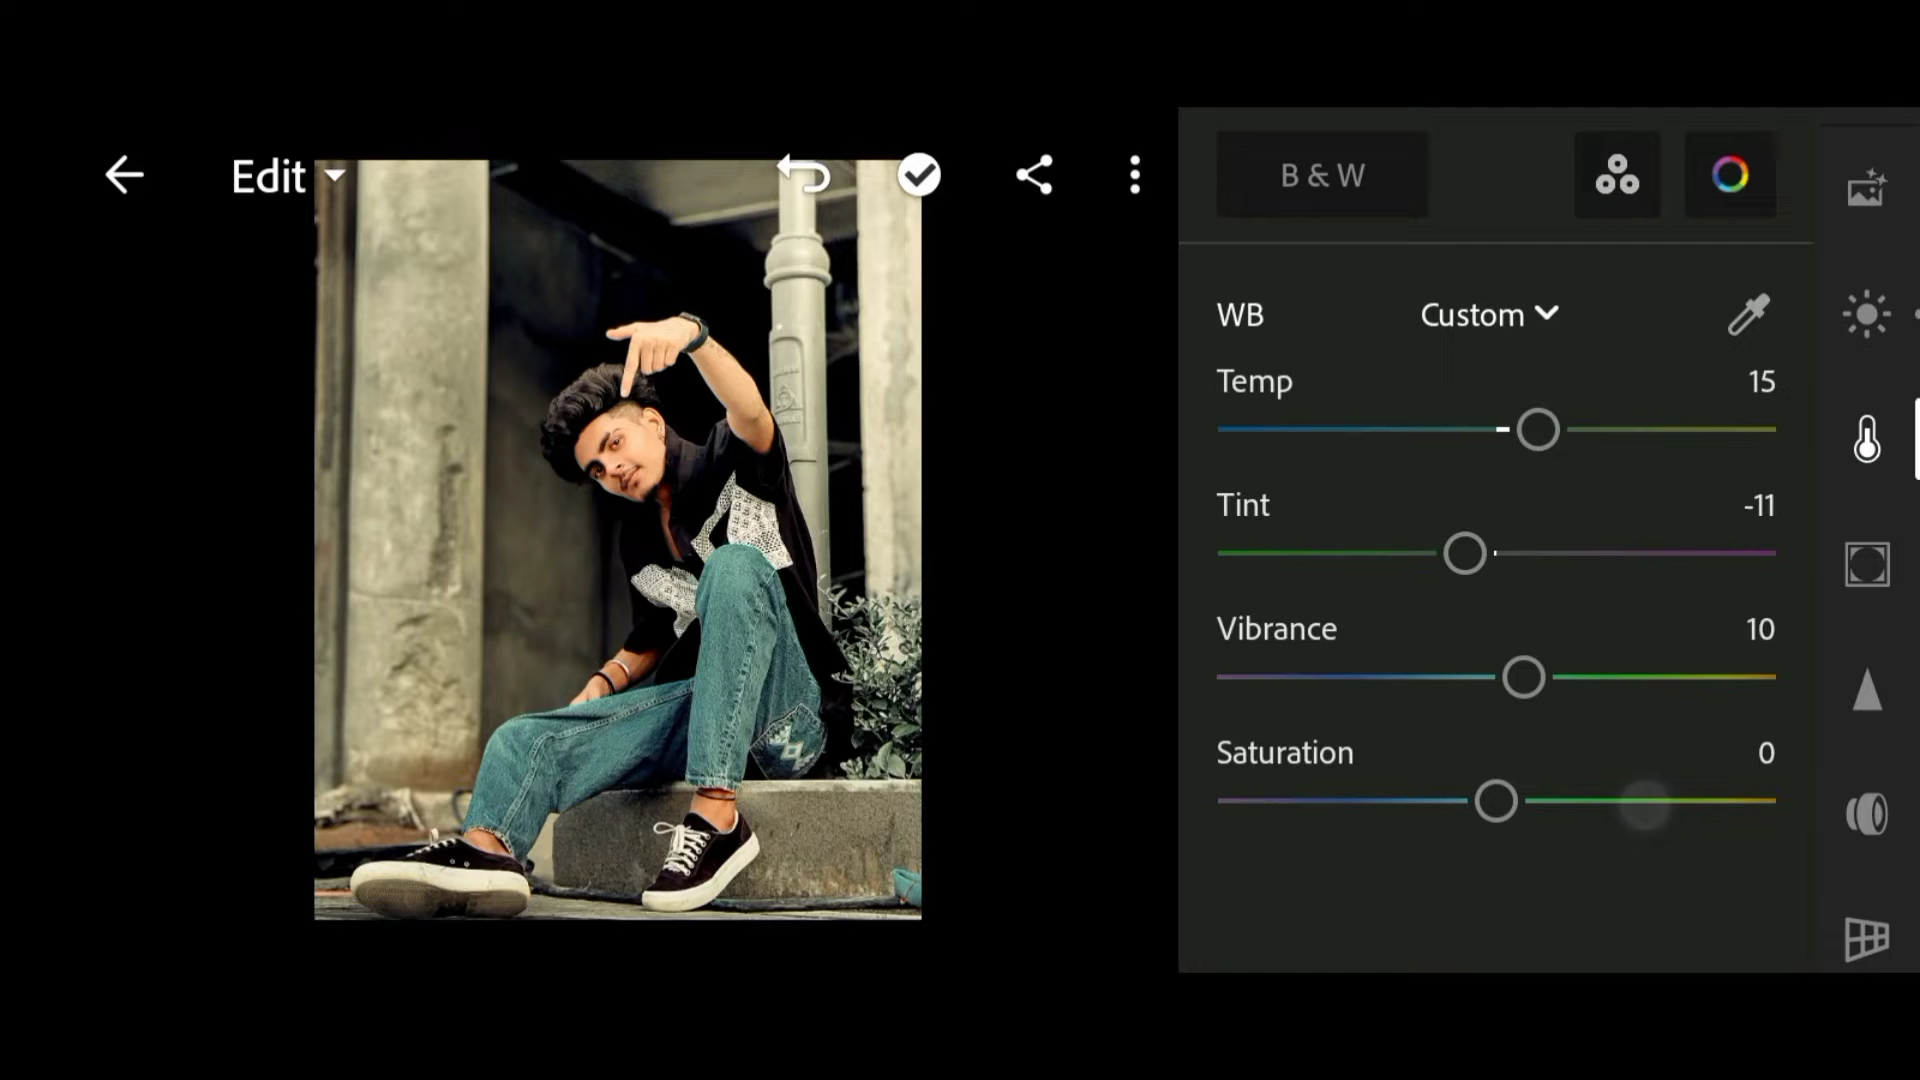 Edit
B & W
WB Custom
Temp 15
Tint -11
Vibrance 10
Saturation 0